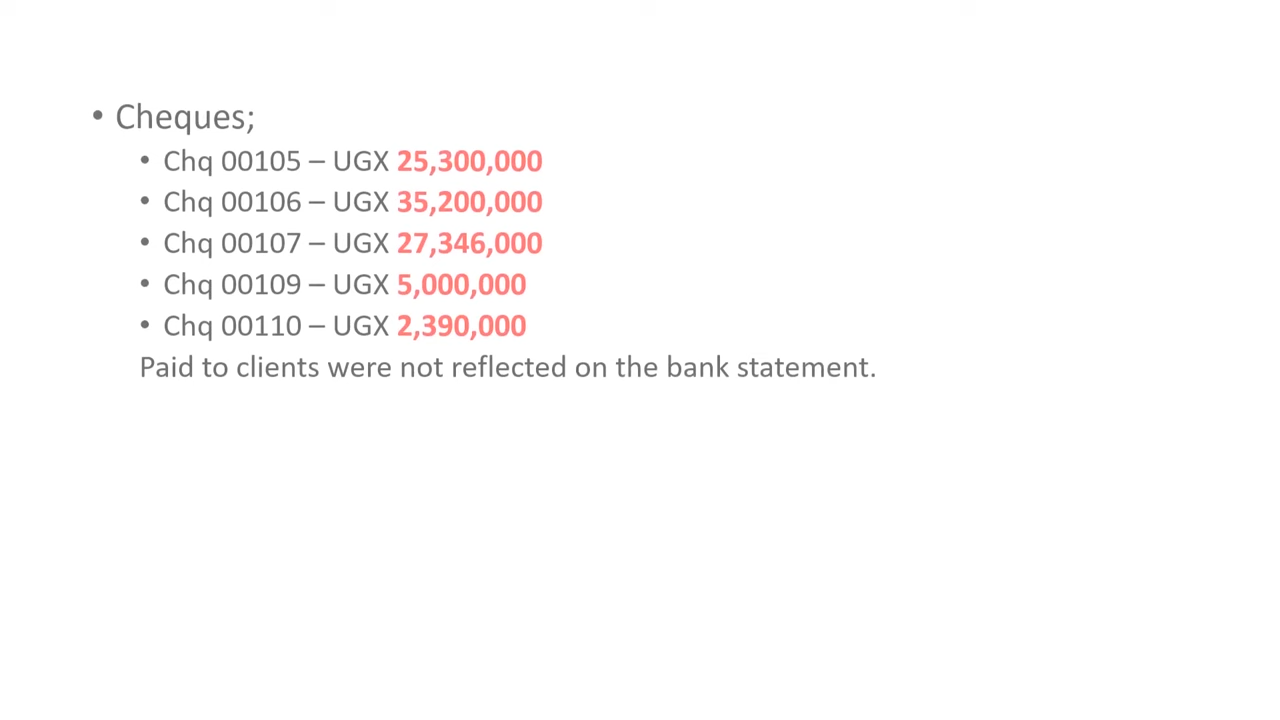 • Cheques;
• Chq 00105 – UGX 25,300,000
• Chq 00106 – UGX 35,200,000
• Chq 00107 – UGX 27,346,000
• Chq 00109 – UGX 5,000,000
• Chq 00110 – UGX 2,390,000
Paid to clients were not reflected on the bank statement.